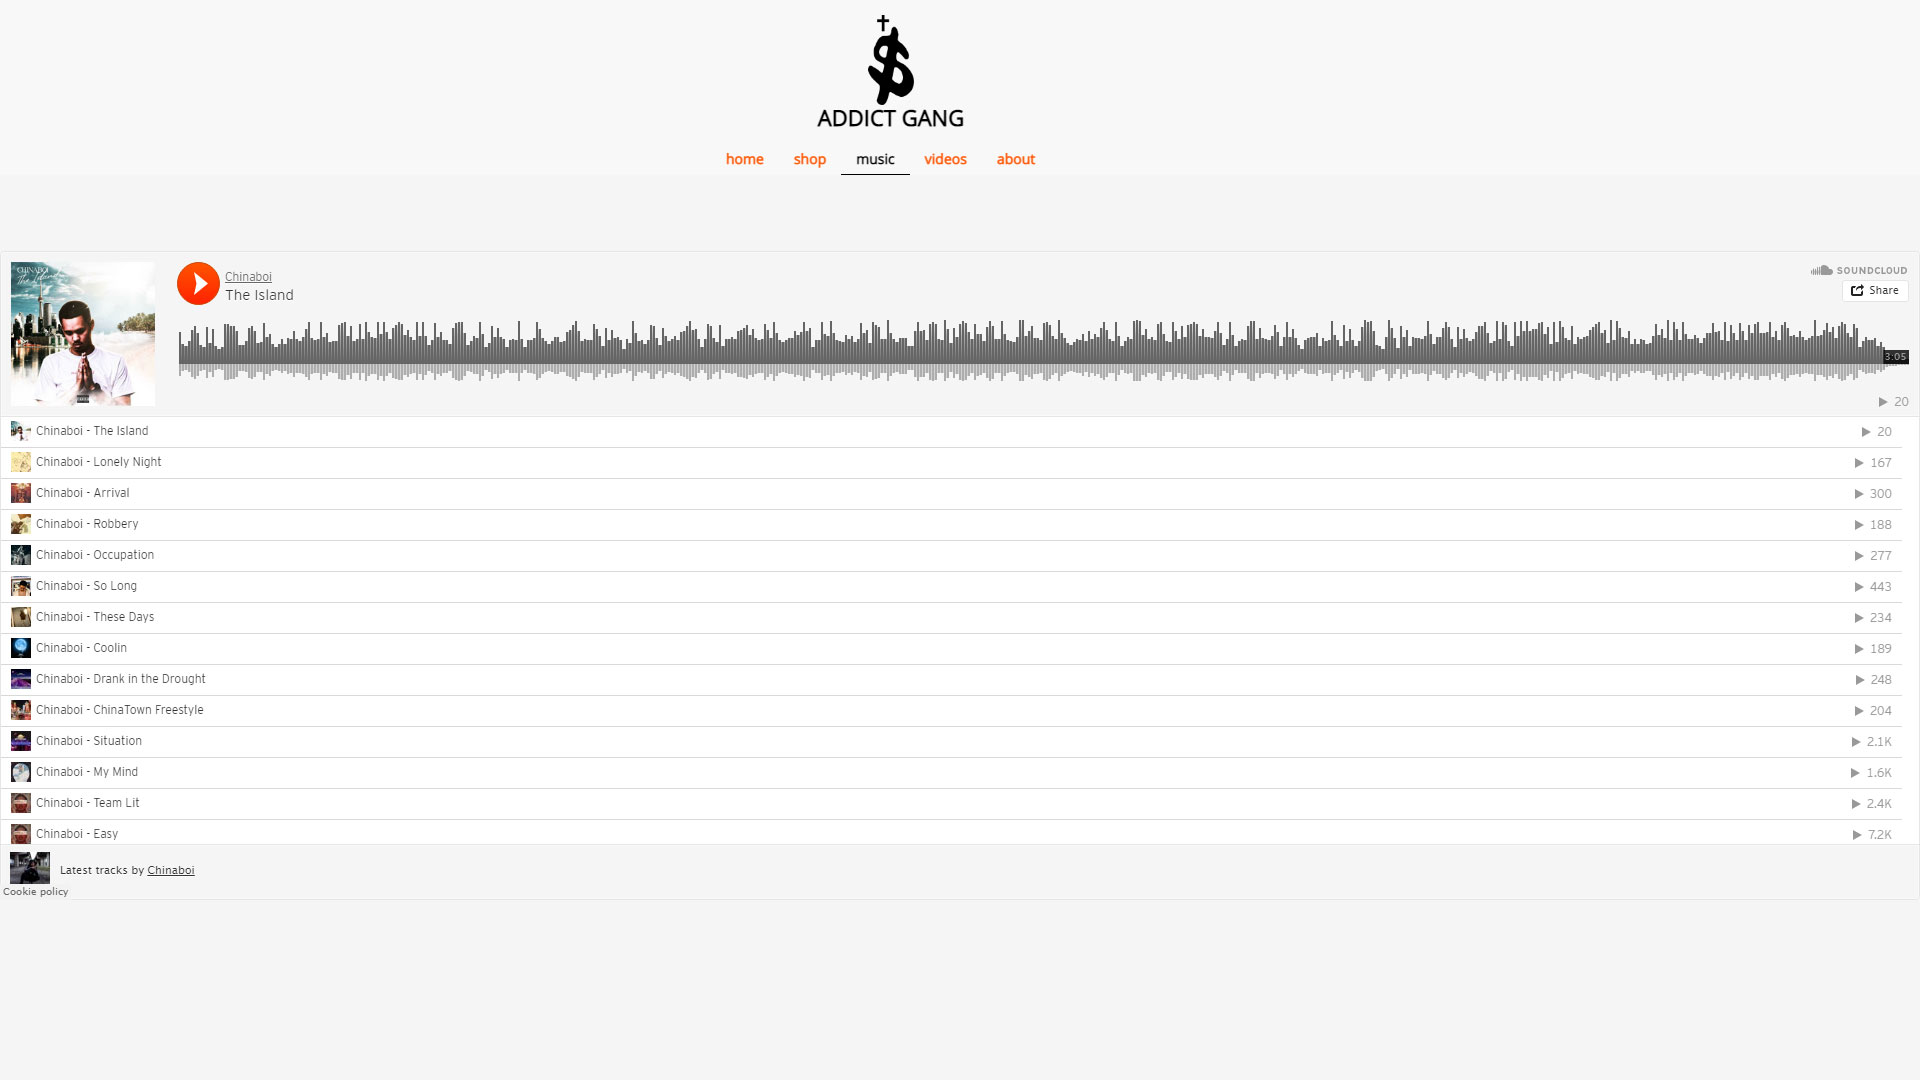 ADDICT GANG
home shop music videos about
CHINABOI
The Island
Chinaboi
The Island
SOUNDCLOUD
Share
3:05
20
Chinaboi - The Island 20
Chinaboi - Lonely Night 167
Chinaboi - Arrival 300
Chinaboi - Robbery 188
Chinaboi - Occupation 277
Chinaboi - So Long 443
Chinaboi - These Days 234
Chinaboi - Coolin 189
Chinaboi - Drank in the Drought 248
Chinaboi - ChinaTown Freestyle 204
Chinaboi - Situation 2.1K
Chinaboi - My Mind 1.6K
Chinaboi - Team Lit 2.4K
Chinaboi - Easy 7.2K
Latest tracks by Chinaboi
Cookie policy